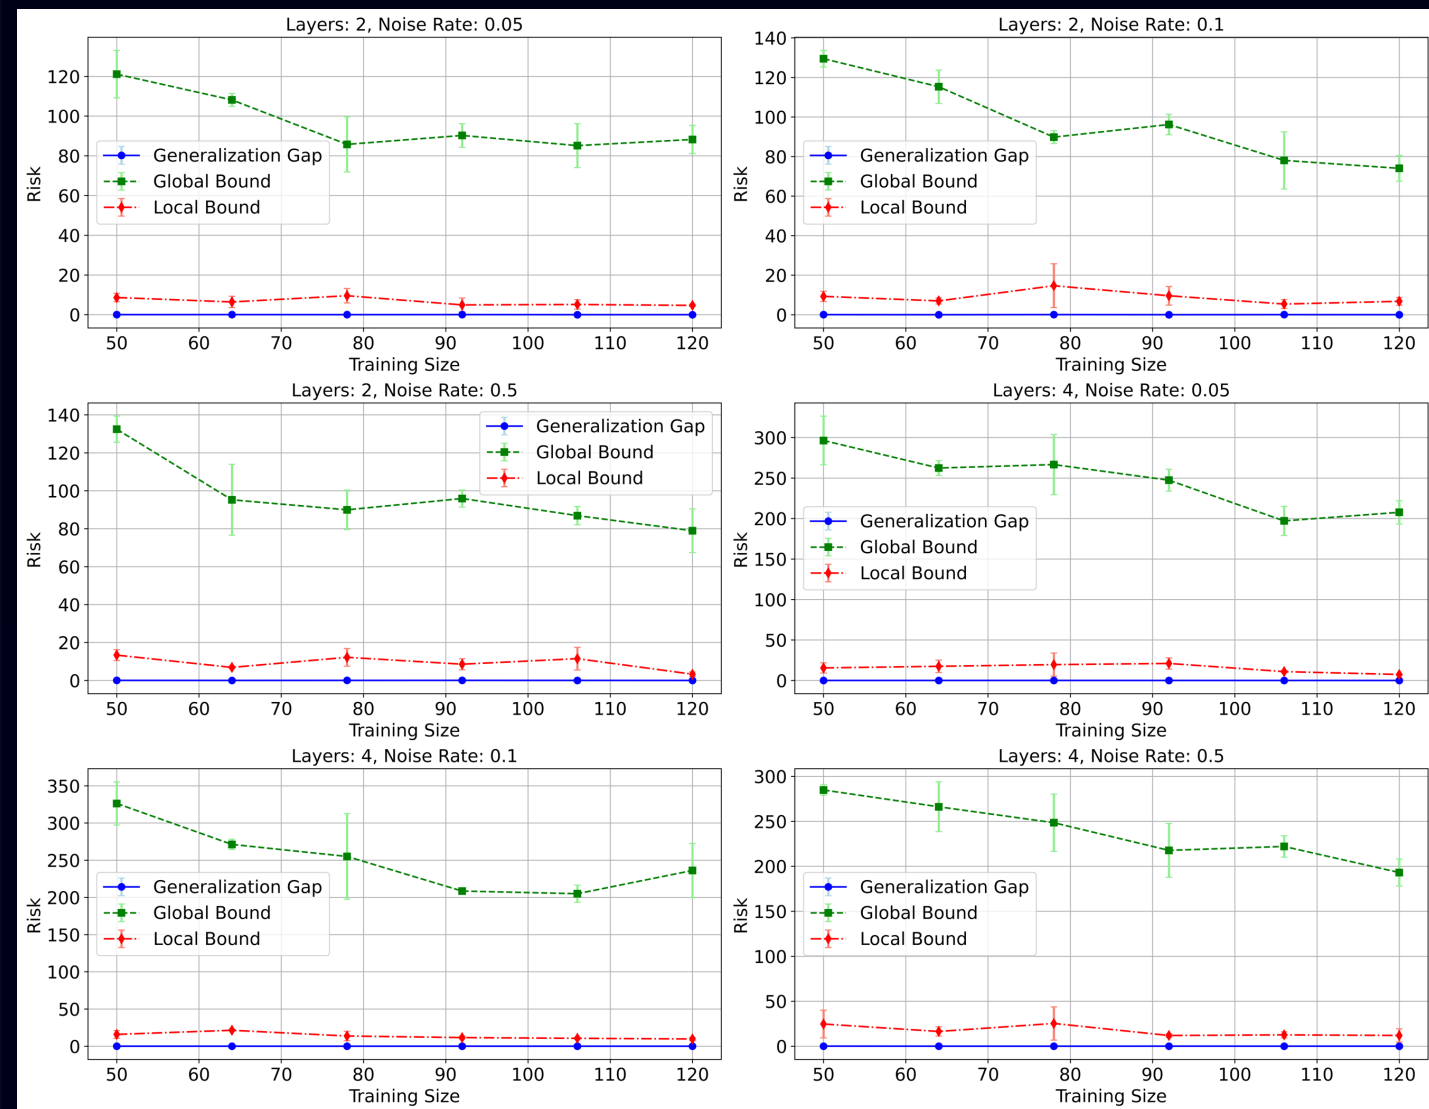 Layers: 2, Noise Rate: 0.05
Risk
120
100
80
60
40
20
0
Generalization Gap
Global Bound
Local Bound
50 60 70 80 90 100 110 120
Training Size
Layers: 2, Noise Rate: 0.1
Risk
140
120
100
80
60
40
20
0
Generalization Gap
Global Bound
Local Bound
50 60 70 80 90 100 110 120
Training Size
Layers: 2, Noise Rate: 0.5
Risk
140
120
100
80
60
40
20
0
Generalization Gap
Global Bound
Local Bound
50 60 70 80 90 100 110 120
Training Size
Layers: 4, Noise Rate: 0.05
Risk
300
250
200
150
100
50
0
Generalization Gap
Global Bound
Local Bound
50 60 70 80 90 100 110 120
Training Size
Layers: 4, Noise Rate: 0.1
Risk
350
300
250
200
150
100
50
0
Generalization Gap
Global Bound
Local Bound
50 60 70 80 90 100 110 120
Training Size
Layers: 4, Noise Rate: 0.5
Risk
300
250
200
150
100
50
0
Generalization Gap
Global Bound
Local Bound
50 60 70 80 90 100 110 120
Training Size